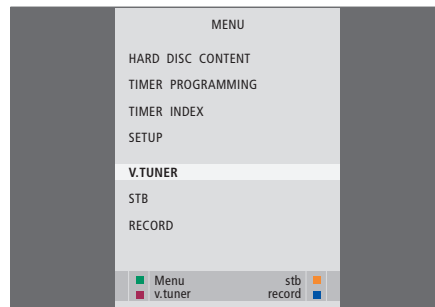 MENU
HARD DISC CONTENT
TIMER PROGRAMMING
TIMER INDEX
SETUP
V.TUNER
STB
RECORD
Menu stb
v.tuner record